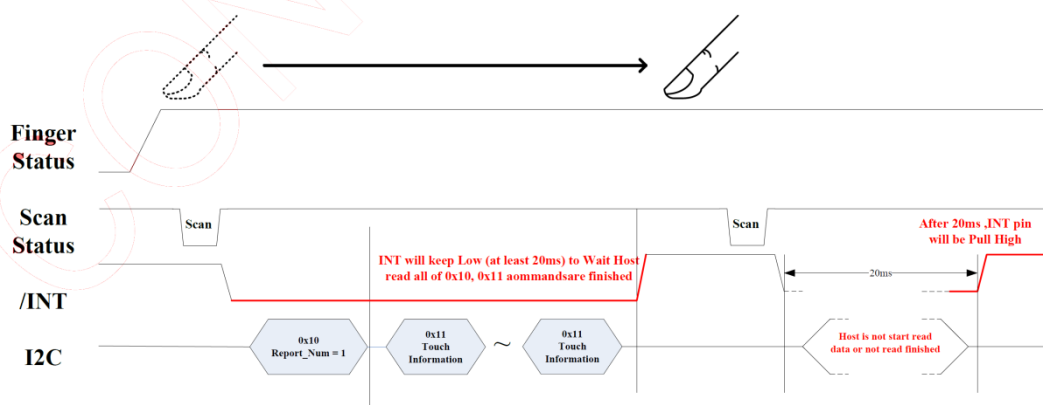 Finger
Status
Scan
Status
Scan
Scan
After 20ms ,INT pin
will be Pull High
INT will keep Low (at least 20ms) to Wait Host
read all of 0x10, 0x11 aommandsare finished
20ms
/INT
I2C
0x10
Report_Num = 1
0x11
Touch
Information
~
0x11
Touch
Information
Host is not start read
data or not read finished